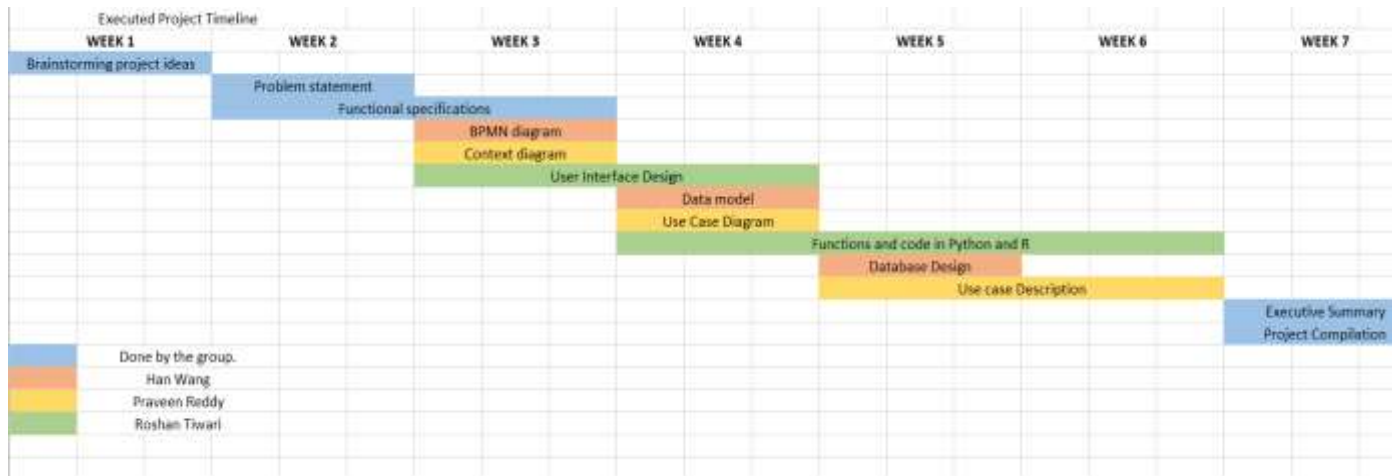 Executed Project Timeline
WEEK 1 WEEK 2 WEEK 3 WEEK 4 WEEK 5 WEEK 6 WEEK 7
Brainstorming project ideas
Problem statement
Functional specifications
BPMN diagram
Context diagram
User Interface Design
Data model
Use Case Diagram
Functions and code in Python and R
Database Design
Use case Description
Executive Summary
Project Compilation
Done by the group.
Han Wang
Praveen Reddy
Roshan Tiwari